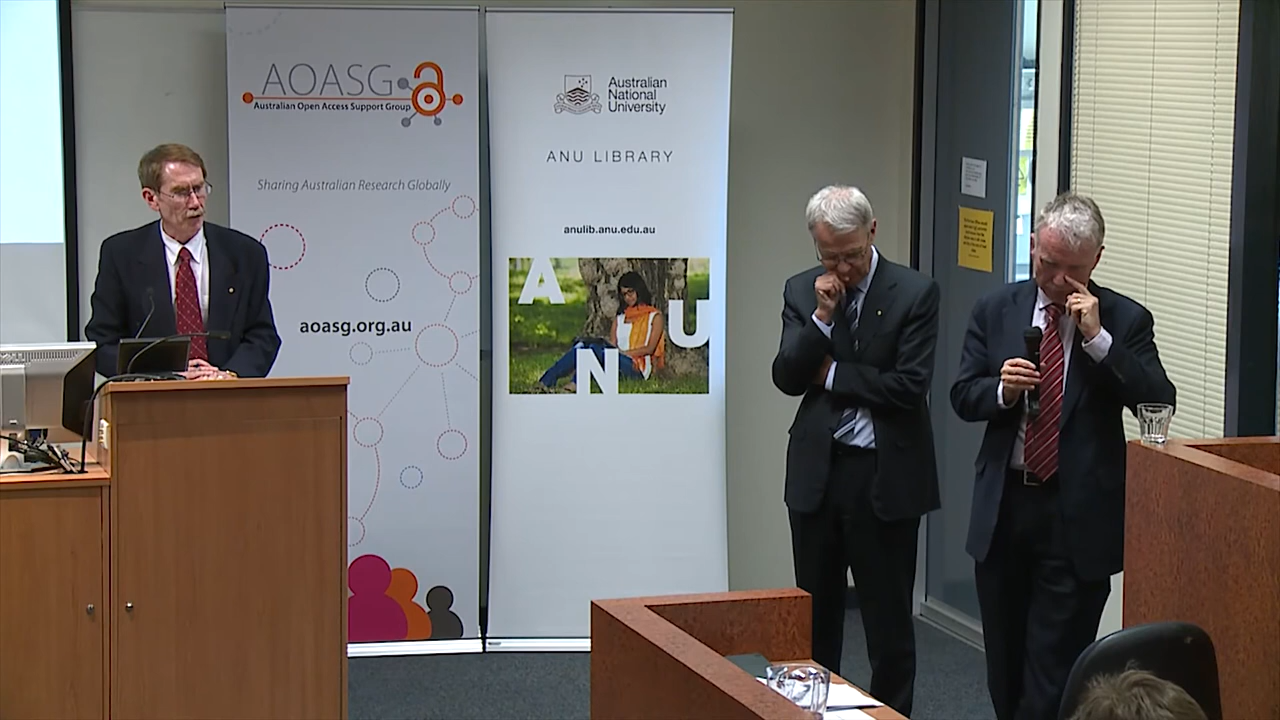 AOASG
Australian Open Access Support Group
Sharing Australian Research Globally
aoasg.org.au
Australian
National
University
ANU LIBRARY
anulib.anu.edu.au
A
N
U